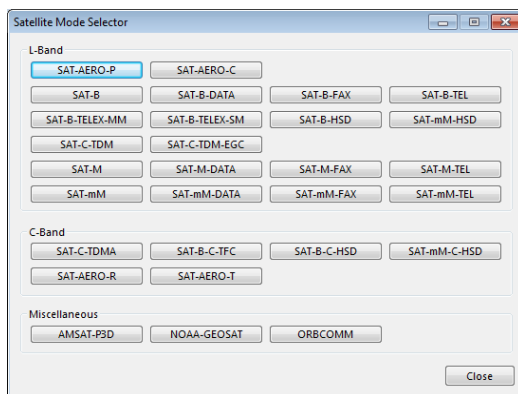 Satellite Mode Selector
L-Band
SAT-AERO-P SAT-AERO-C
SAT-B SAT-B-DATA SAT-B-FAX SAT-B-TEL
SAT-B-TELEX-MM SAT-B-TELEX-SM SAT-B-HSD SAT-mM-HSD
SAT-C-TDM SAT-C-TDM-EGC
SAT-M SAT-M-DATA SAT-M-FAX SAT-M-TEL
SAT-mM SAT-mM-DATA SAT-mM-FAX SAT-mM-TEL
C-Band
SAT-C-TDMA SAT-B-C-TFC SAT-B-C-HSD SAT-mM-C-HSD
SAT-AERO-R SAT-AERO-T
Miscellaneous
AMSAT-P3D NOAA-GEOSAT ORBCOMM
Close